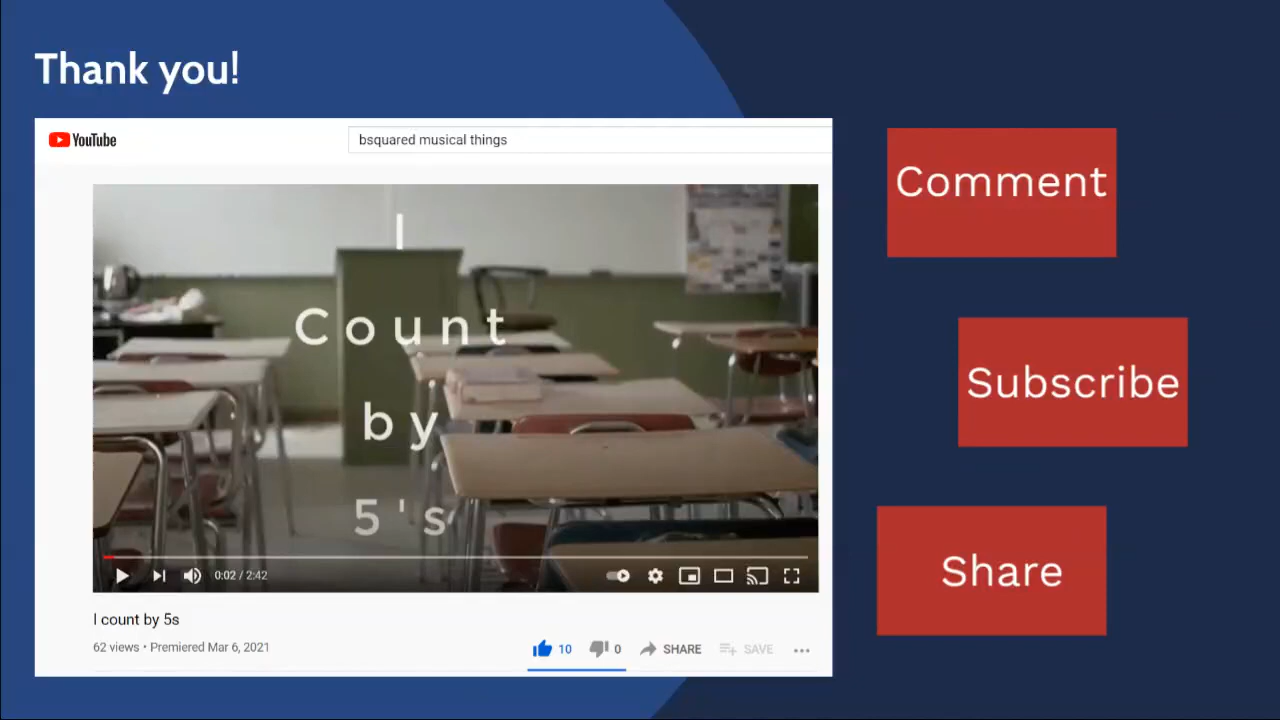 Thank you!
YouTube
bsquared musical things
I
Count
by
5's
0:02 / 2:42
I count by 5s
62 views • Premiered Mar 6, 2021
10 0 SHARE SAVE ...
Comment
Subscribe
Share